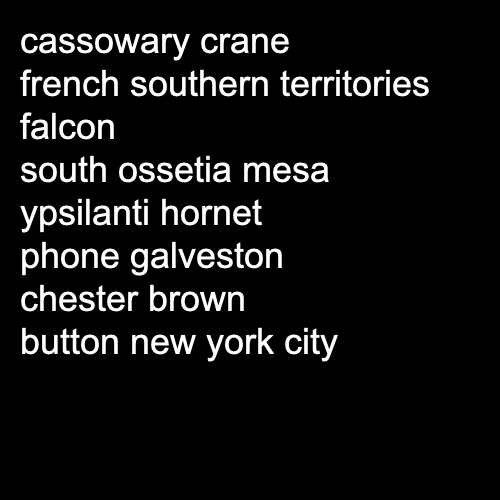 cassowary crane
french southern territories
falcon
south ossetia mesa
ypsilanti hornet
phone galveston
chester brown
button new york city